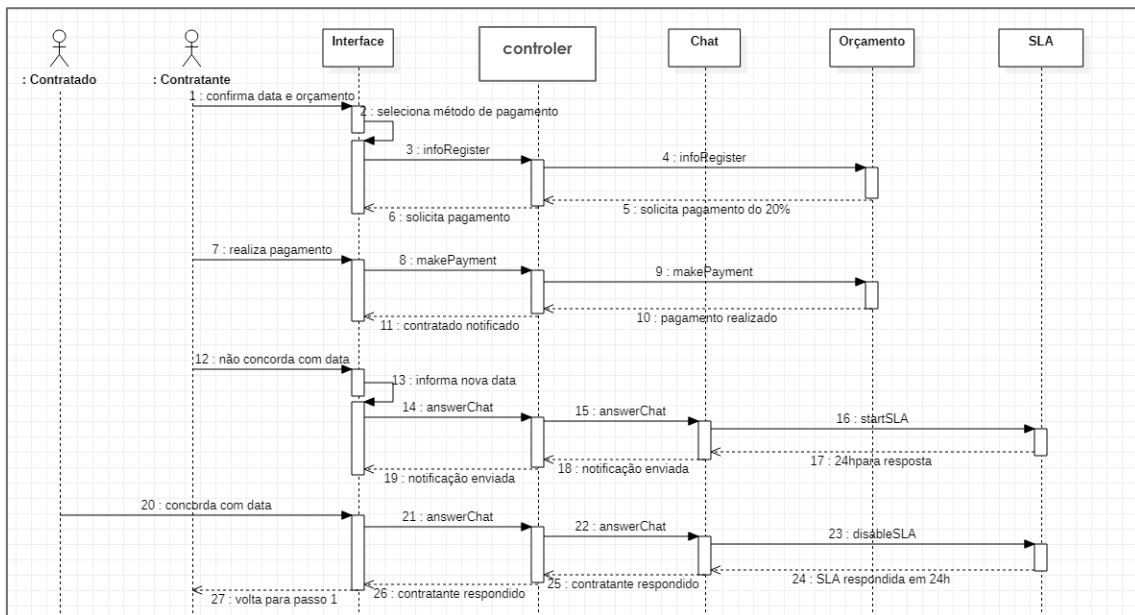 Interface
controler
Chat
Orçamento
SLA
: Contratado
: Contratante
1 : confirma data e orçamento
2 : seleciona método de pagamento
3 : infoRegister
4 : infoRegister
5 : solicita pagamento do 20%
6 : solicita pagamento
7 : realiza pagamento
8 : makePayment
9 : makePayment
10 : pagamento realizado
11 : contratado notificado
12 : não concorda com data
13 : informa nova data
14 : answerChat
15 : answerChat
16 : startSLA
17 : 24hpara resposta
18 : notificação enviada
19 : notificação enviada
20 : concorda com data
21 : answerChat
22 : answerChat
23 : disableSLA
24 : SLA respondida em 24h
25 : contratante respondido
26 : contratante respondido
27 : volta para passo 1